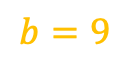 b = 9